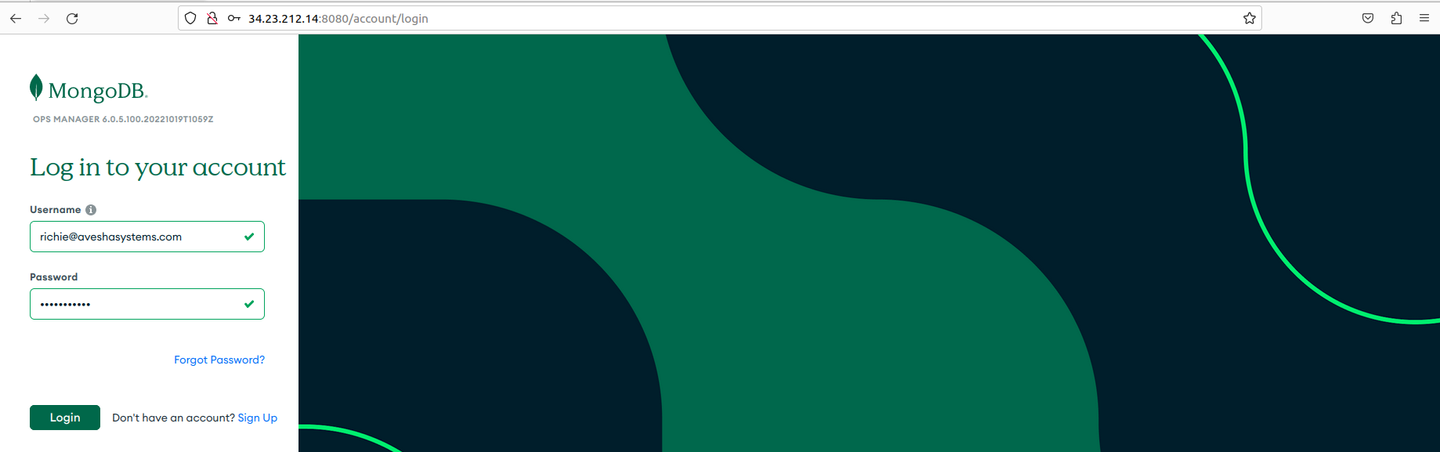 34.23.212.14:8080/account/login
MongoDB.
OPS MANAGER 6.0.5.100.20221019T1059Z
Log in to your account
Username
richie@aveshasystems.com
Password
•••••••••••
Forgot Password?
Login Don't have an account? Sign Up